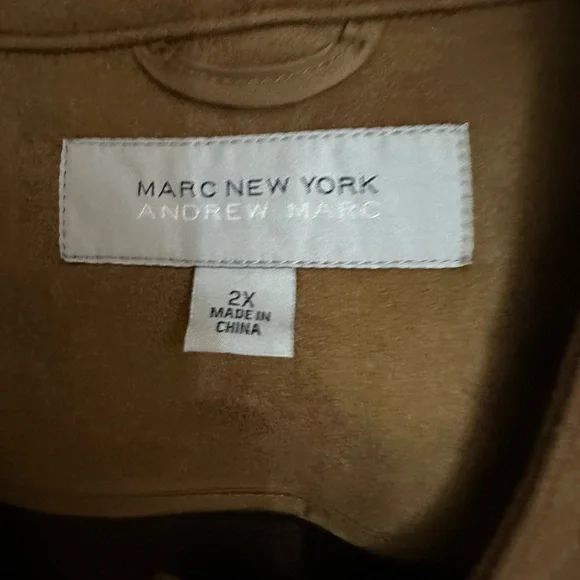 MARC NEW YORK
ANDREW MARC
2X
MADE IN
CHINA